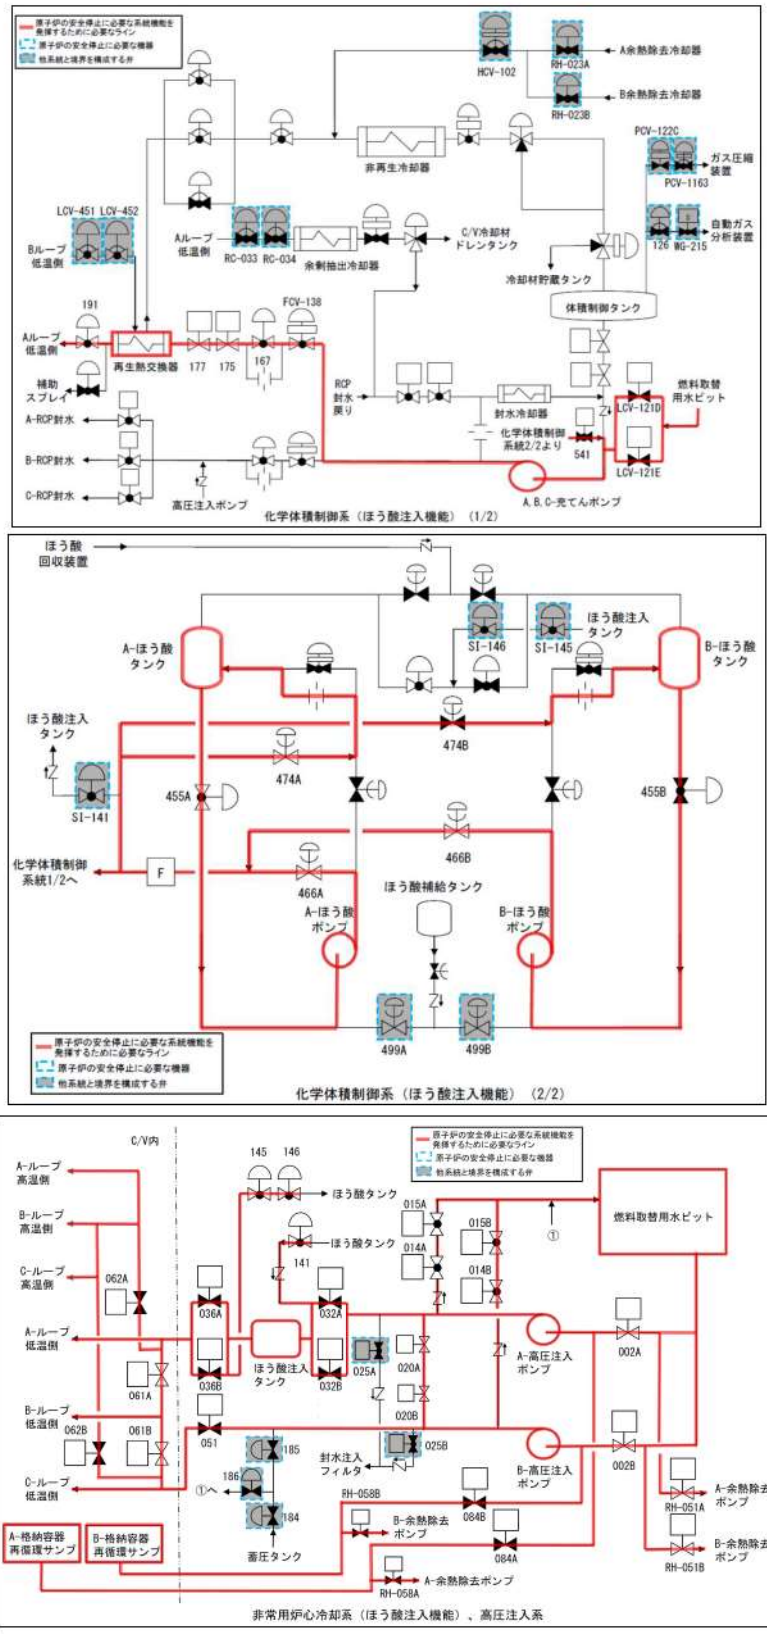 原子炉の安全停止に必要な系統機能を
発揮するために必要なライン
原子炉の安全停止に必要な機器
他系統と境界を構成する弁
HCV-102
RH-023A
A余熱除去冷却器
RH-023B
B余熱除去冷却器
非再生冷却器
PCV-122C
PCV-1163
ガス圧縮
装置
126
WG-215
自動ガス
分析装置
LCV-451
LCV-452
Bループ
低温側
Aループ
低温側
RC-033
RC-034
余剰抽出冷却器
C/V冷却材
ドレンタンク
冷却材貯蔵タンク
体積制御タンク
191
Aループ
低温側
再生熱交換器
177
175
167
FCV-138
補助
スプレイ
RCP
封水
戻り
封水冷却器
LCV-121D
燃料取替
用水ピット
化学体積制御
系統2/2より
541
LCV-121E
A-RCP封水
B-RCP封水
C-RCP封水
高圧注入ポンプ
A,B,C-充てんポンプ
化学体積制御系（ほう酸注入機能） (1/2)
ほう酸
回収装置
A-ほう酸
タンク
SI-146
SI-145
ほう酸注入
タンク
B-ほう酸
タンク
ほう酸注入
タンク
SI-141
474A
474B
455A
455B
466B
化学体積制御
系統1/2へ
F
466A
ほう酸補給タンク
A-ほう酸
ポンプ
B-ほう酸
ポンプ
499A
499B
原子炉の安全停止に必要な系統機能を
発揮するために必要なライン
原子炉の安全停止に必要な機器
他系統と境界を構成する弁
化学体積制御系（ほう酸注入機能） (2/2)
C/V内
原子炉の安全停止に必要な系統機能を
発揮するために必要なライン
原子炉の安全停止に必要な機器
他系統と境界を構成する弁
A-ループ
高温側
B-ループ
高温側
C-ループ
高温側
145
146
ほう酸タンク
141
ほう酸タンク
015A
015B
014A
014B
①
燃料取替用水ピット
062A
036A
032A
A-ループ
低温側
ほう酸注入
タンク
036B
032B
025A
020A
A-高圧注入
ポンプ
002A
061A
B-ループ
低温側
062B
061B
051
020B
185
封水注入
フィルタ
025B
B-高圧注入
ポンプ
002B
C-ループ
低温側
①へ
186
184
蓄圧タンク
RH-058B
084B
B-余熱除去
ポンプ
084A
RH-051A
A-余熱除去
ポンプ
RH-051B
B-余熱除去
ポンプ
A-格納容器
再循環サンプ
B-格納容器
再循環サンプ
RH-058A
A-余熱除去ポンプ
非常用炉心冷却系（ほう酸注入機能）、高圧注入系